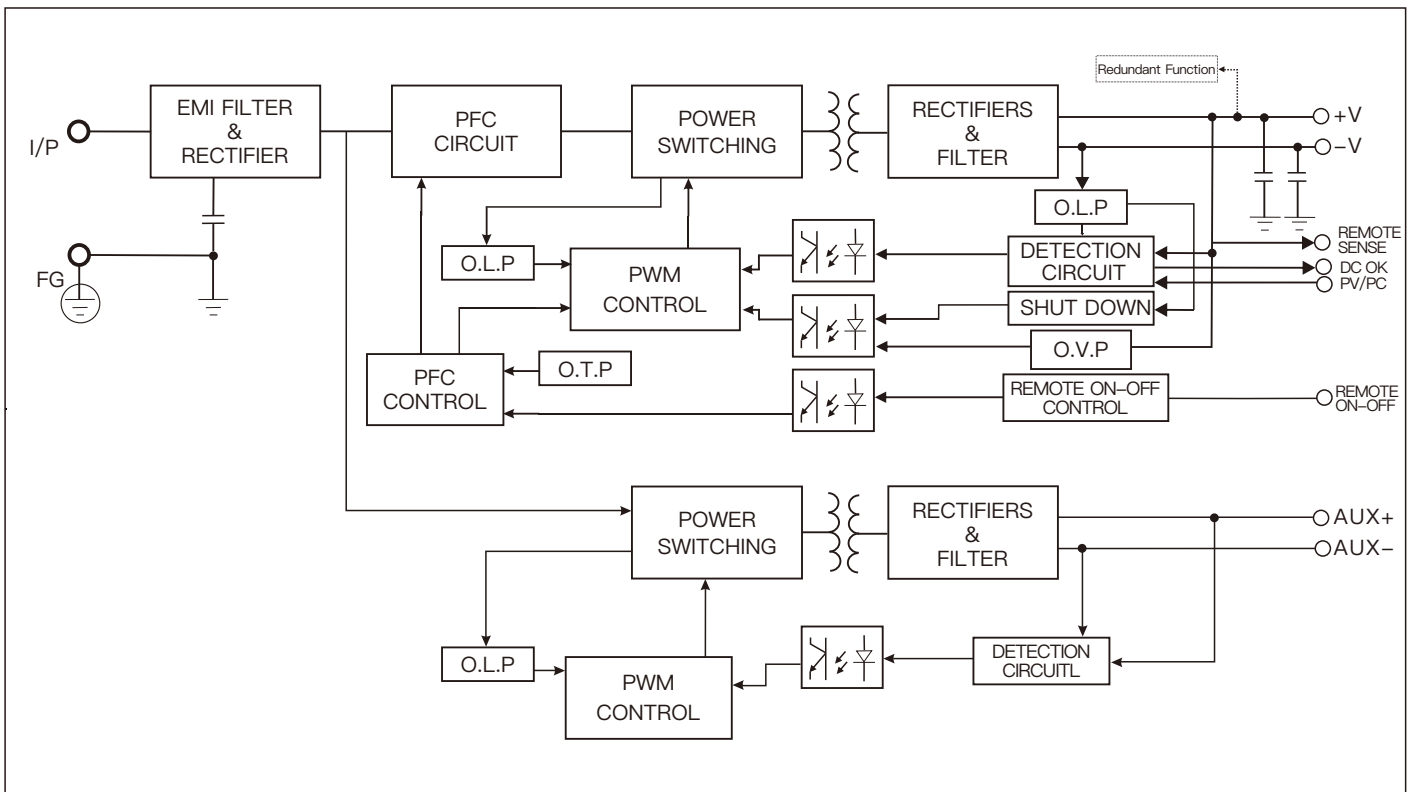 Redundant Function
EMI FILTER
&
RECTIFIER
PFC
CIRCUIT
POWER
SWITCHING
RECTIFIERS
&
FILTER
+V
−V
I/P
O.L.P
O.L.P
DETECTION
CIRCUIT
REMOTE
SENSE
DC OK
PV/PC
FG
PWM
CONTROL
SHUT DOWN
O.V.P
O.T.P
PFC
CONTROL
REMOTE ON−OFF
CONTROL
REMOTE
ON−OFF
POWER
SWITCHING
RECTIFIERS
&
FILTER
AUX+
AUX−
O.L.P
PWM
CONTROL
DETECTION
CIRCUITL